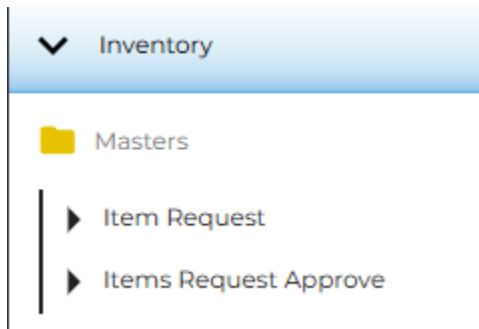 Inventory
Masters
Item Request
Items Request Approve